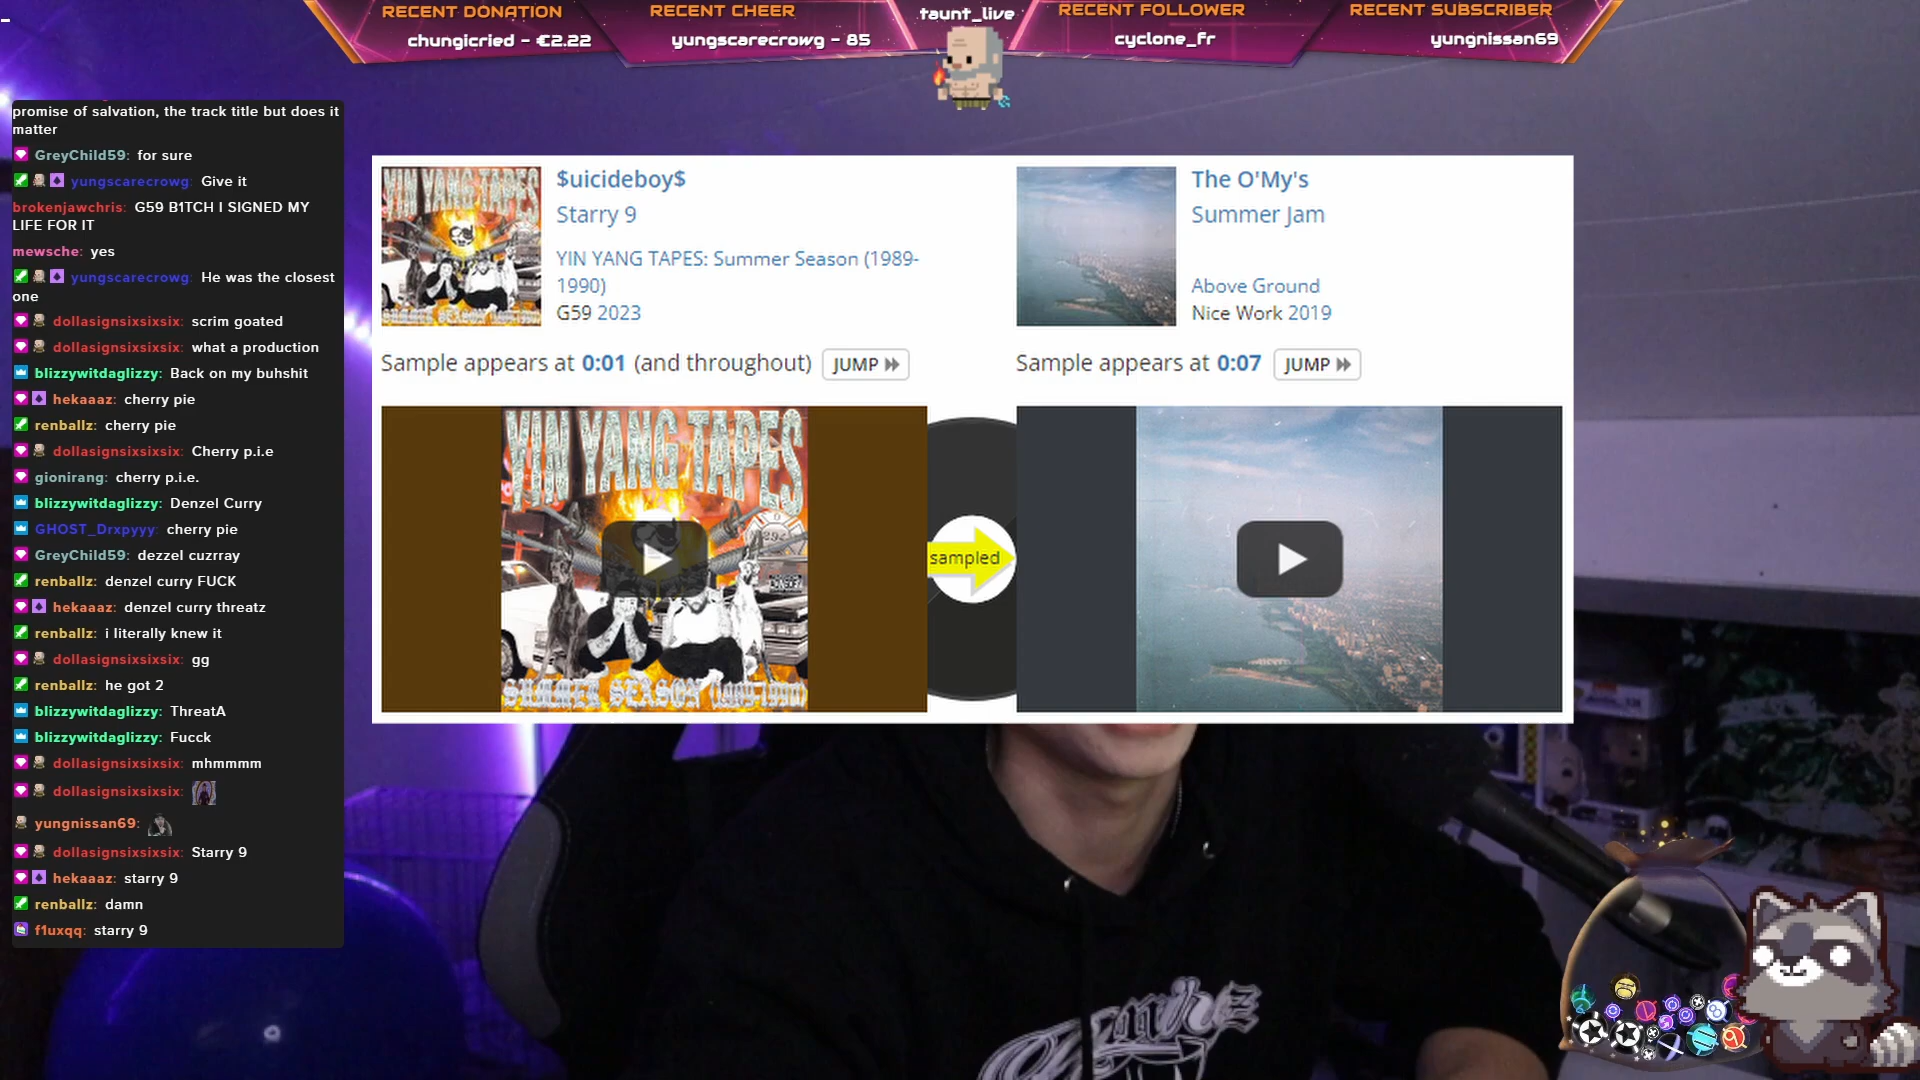 RECENT DONATION
chungicried - €2.22
RECENT CHEER
yungscarecrowg - 85
taunt_live
RECENT FOLLOWER
cyclone_fr
RECENT SUBSCRIBER
yungnissan69
promise of salvation, the track title but does it
matter
GreyChild59: for sure
yungscarecrowg: Give it
brokenjawchris: G59 B1TCH I SIGNED MY
LIFE FOR IT
mewsche: yes
yungscarecrowg: He was the closest
one
dollasignsixsixsix: scrim goated
dollasignsixsixsix: what a production
blizzywitdaglizzy: Back on my buhshit
hekaaaz: cherry pie
renballz: cherry pie
dollasignsixsixsix: Cherry p.i.e
gionirang: cherry p.i.e.
blizzywitdaglizzy: Denzel Curry
GHOST_Drxpyyy: cherry pie
GreyChild59: dezzel cuzrray
renballz: denzel curry FUCK
hekaaaz: denzel curry threatz
renballz: i literally knew it
dollasignsixsixsix: gg
renballz: he got 2
blizzywitdaglizzy: ThreatA
blizzywitdaglizzy: Fucck
dollasignsixsixsix: mhmmmm
dollasignsixsixsix:
yungnissan69:
dollasignsixsixsix: Starry 9
hekaaaz: starry 9
renballz: damn
f1uxqq: starry 9
YIN YANG TAPES
$uicideboy$
Starry 9
YIN YANG TAPES: Summer Season (1989-
1990)
G59 2023
Sample appears at 0:01 (and throughout) JUMP
The O'My's
Summer Jam
Above Ground
Nice Work 2019
Sample appears at 0:07 JUMP
YIN YANG TAPES
SUMMER SEASON (1989-1990)
sampled